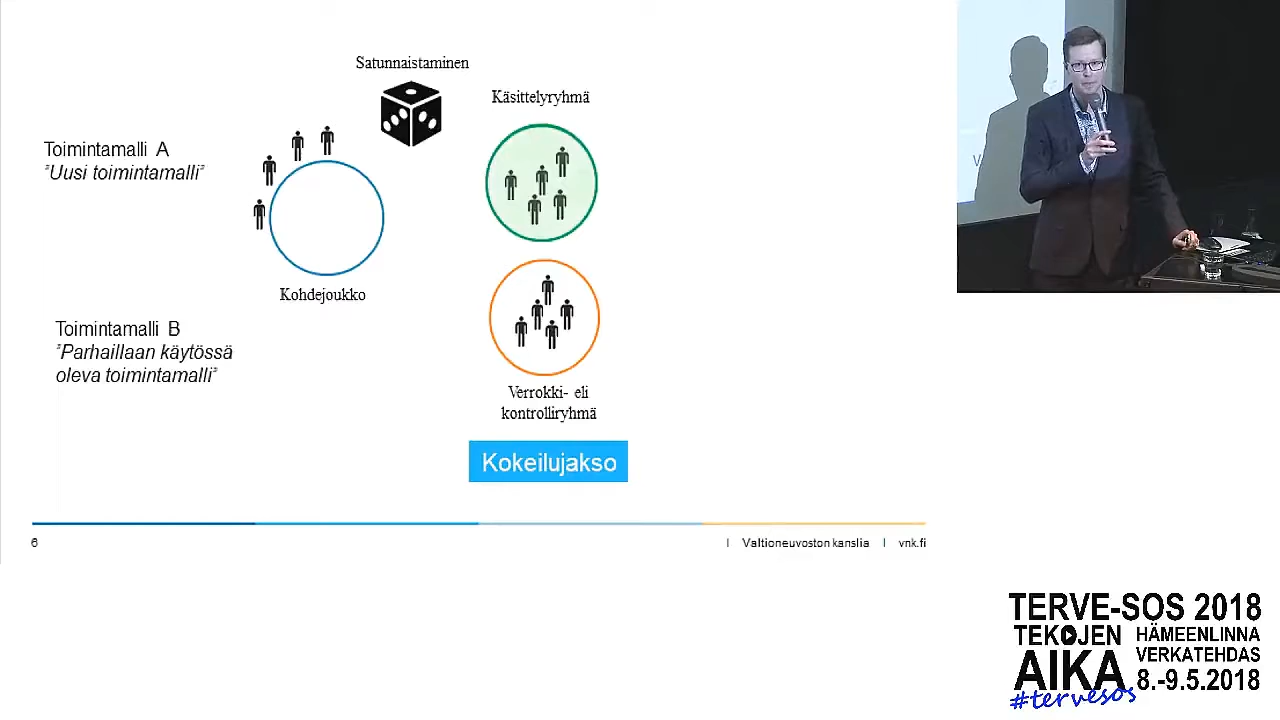 Satunnaistaminen
Käsittelyryhmä
Toimintamalli A
"Uusi toimintamalli"
Kohdejoukko
Toimintamalli B
"Parhaillaan käytössä
oleva toimintamalli"
Verrokki- eli
kontrolliryhmä
Kokeilujakso
6
I Valtioneuvoston kanslia I vnk.fi
TERVE-SOS 2018
TEKOJEN
AIKA
HÄMEENLINNA
VERKATEHDAS
8.-9.5.2018
#tervesos